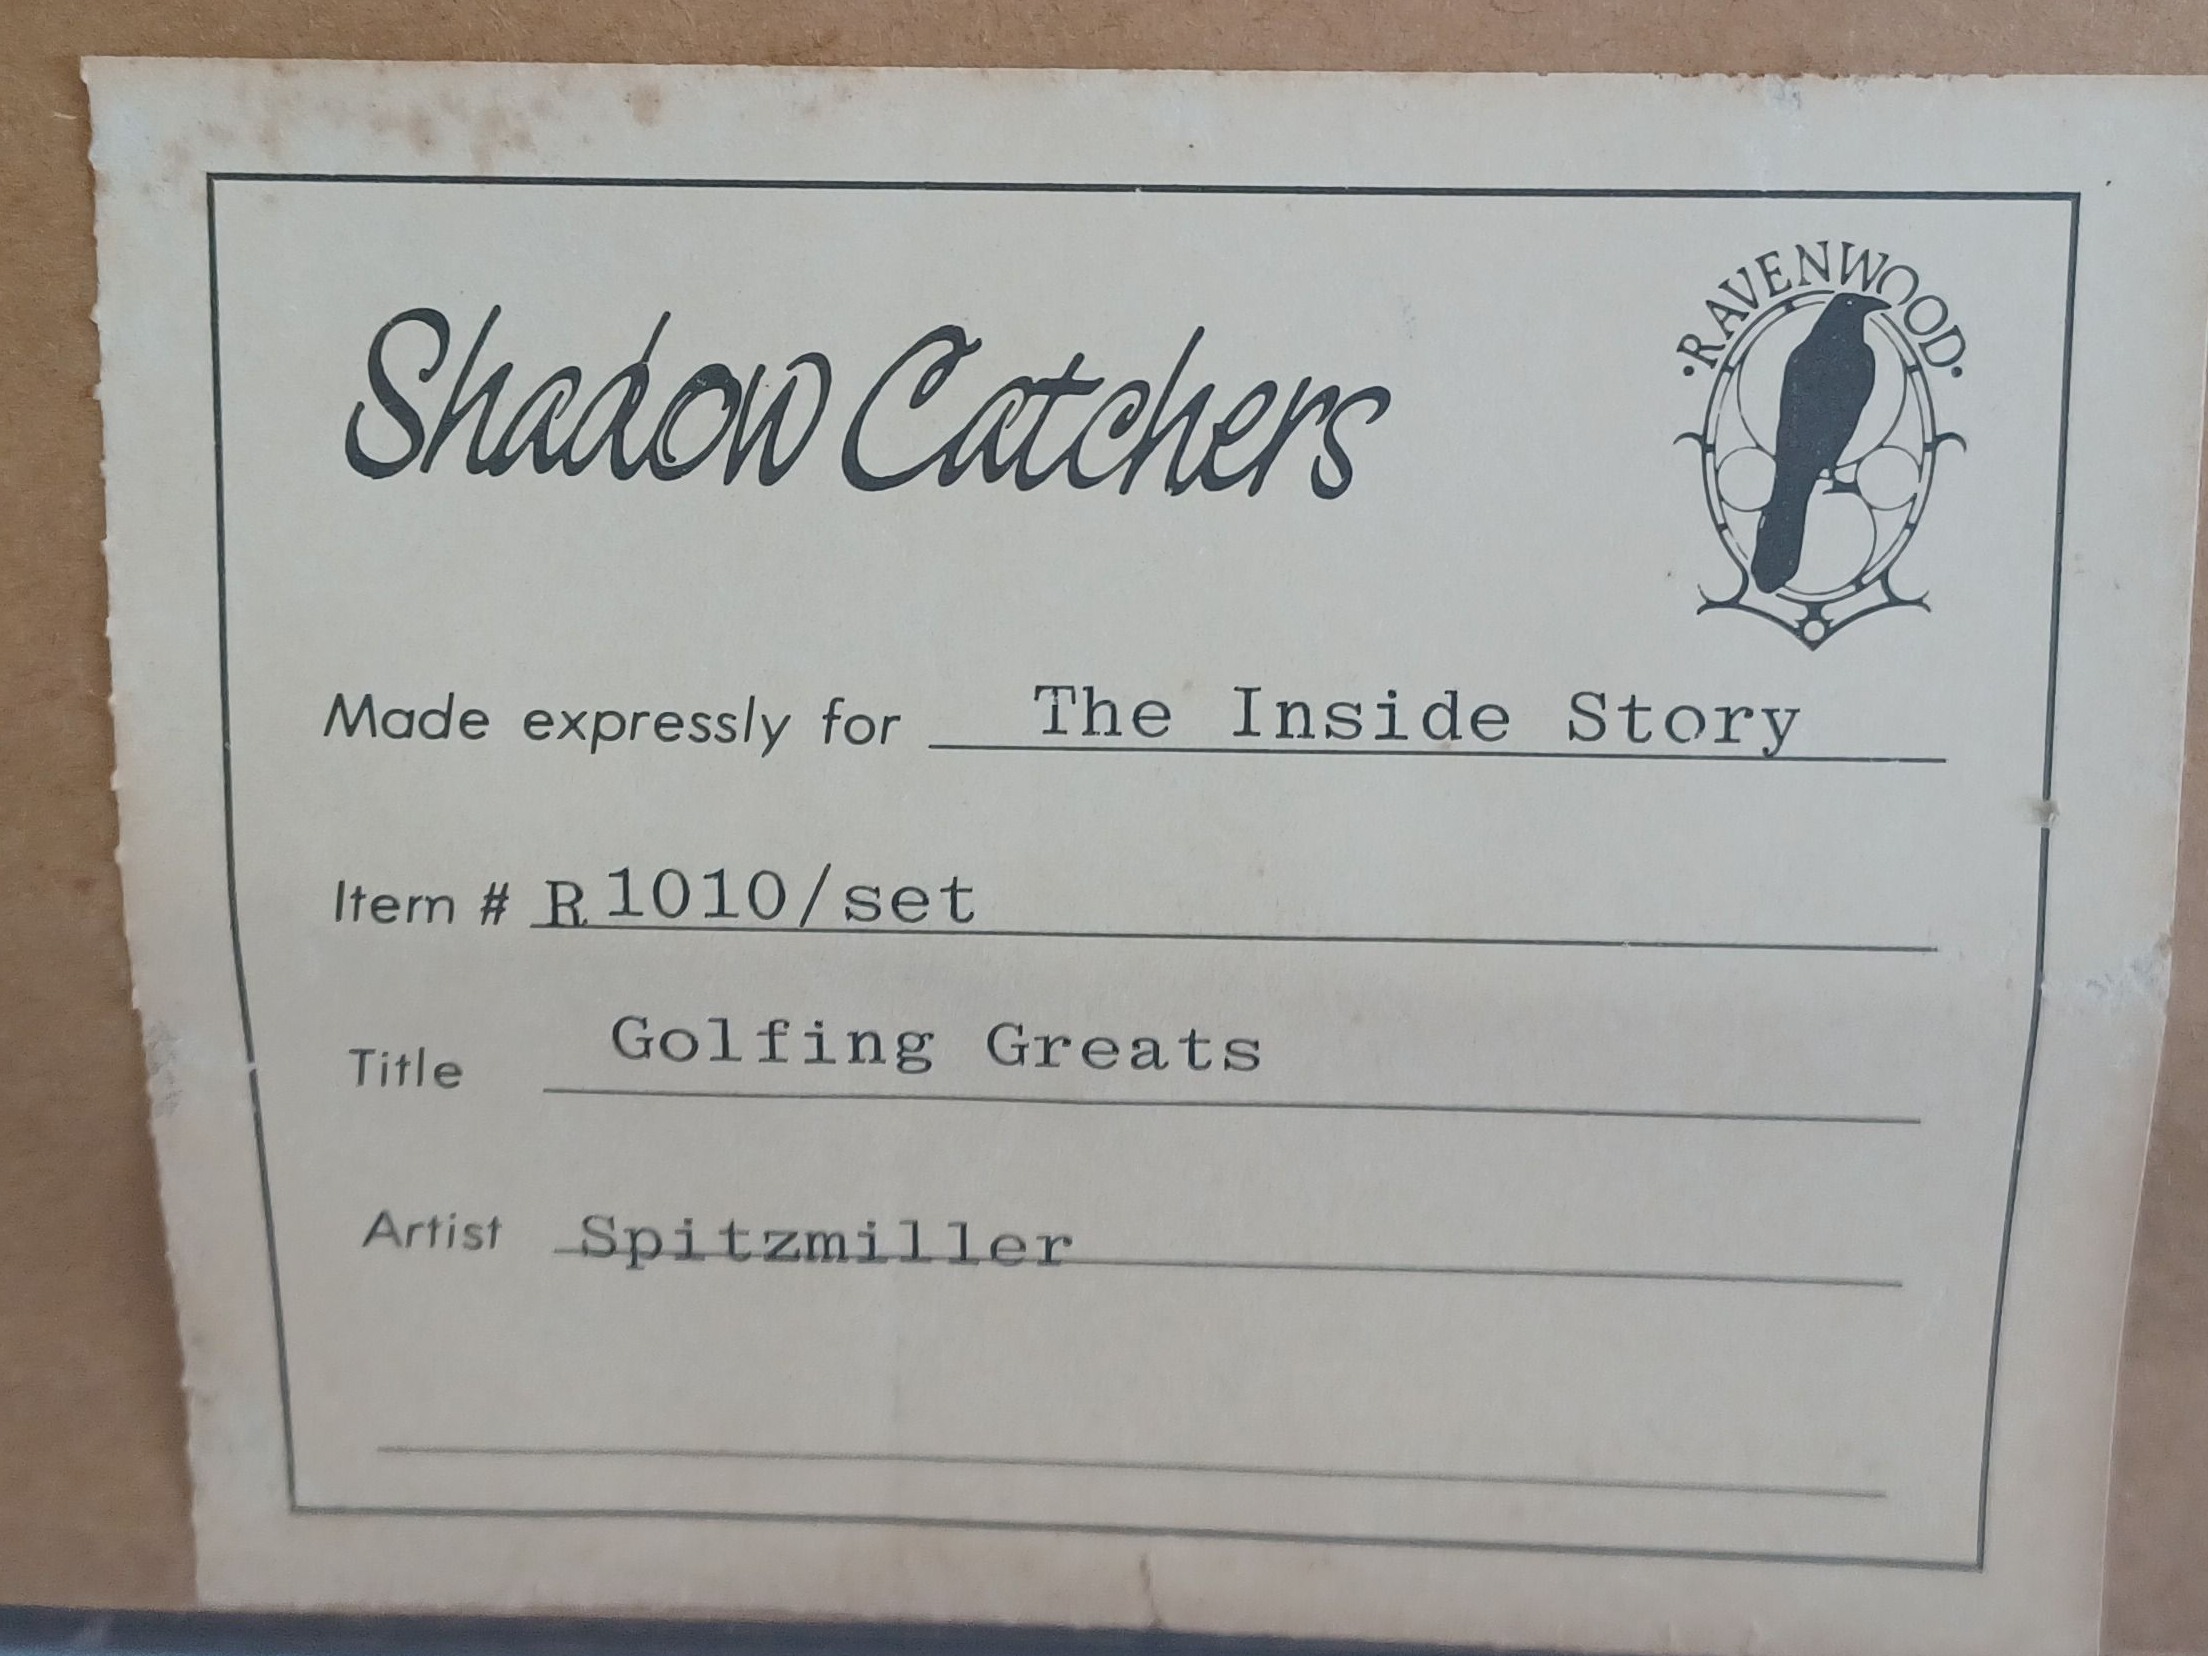 Shadow Catchers
·RAVENWOOD·
Made expressly for The Inside Story
Item # R1010/set
Title Golfing Greats
Artist Spitzmiller